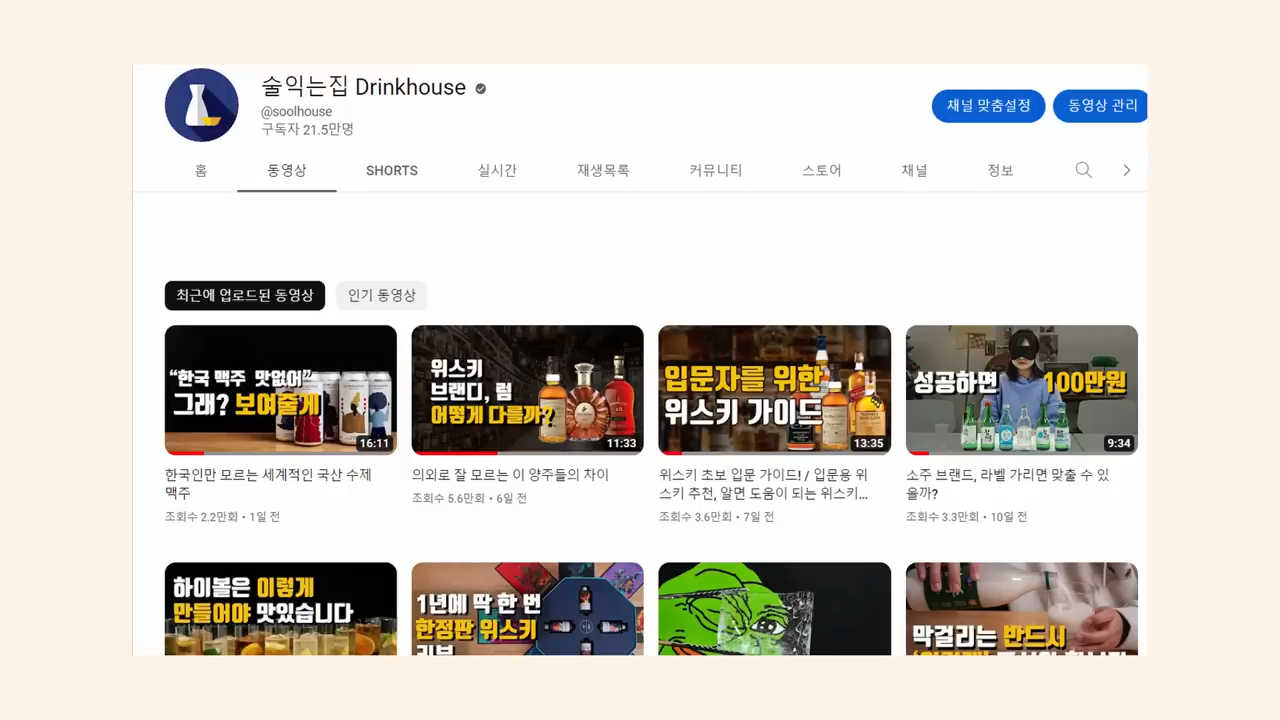 술익는집 Drinkhouse
@soolhouse
구독자 21.5만명
채널 맞춤설정
동영상 관리
홈
동영상
SHORTS
실시간
재생목록
커뮤니티
스토어
채널
정보
최근에 업로드된 동영상
인기 동영상
“한국 맥주 맛없어”
그래? 보여줄게
16:11
위스키
브랜디, 럼
어떻게 다를까?
11:33
입문자를 위한
위스키 가이드
13:35
성공하면 100만원
9:34
한국인만 모르는 세계적인 국산 수제
맥주
조회수 2.2만회 • 1일 전
의외로 잘 모르는 이 양주들의 차이
조회수 5.6만회 • 6일 전
위스키 초보 입문 가이드! / 입문용 위
스키 추천, 알면 도움이 되는 위스키...
조회수 3.6만회 • 7일 전
소주 브랜드, 라벨 가리면 맞출 수 있
을까?
조회수 3.3만회 • 10일 전
하이볼은 이렇게
만들어야 맛있습니다
1년에 딱 한 번
한정판 위스키
리뷰
막걸리는 반드시